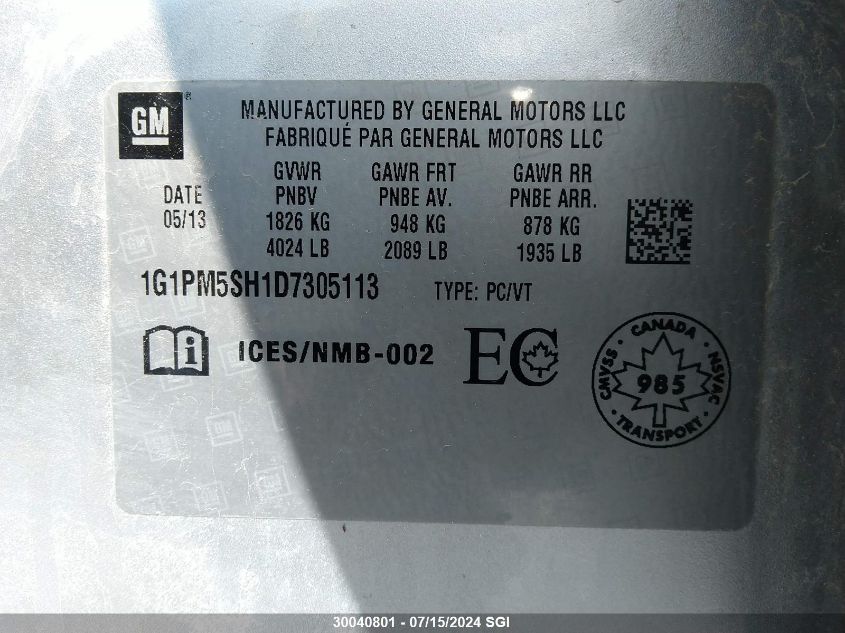 GM ®
MANUFACTURED BY GENERAL MOTORS LLC
FABRIQUÉ PAR GENERAL MOTORS LLC
DATE
05/13
GVWR
PNBV
1826 KG
4024 LB
GAWR FRT
PNBE AV.
948 KG
2089 LB
GAWR RR
PNBE ARR.
878 KG
1935 LB
1G1PM5SH1D7305113 TYPE: PC/VT
i ICES/NMB-002 EC
CMVSS · CANADA · NSVAC
985
· TRANSPORT ·
30040801 - 07/15/2024 SGI